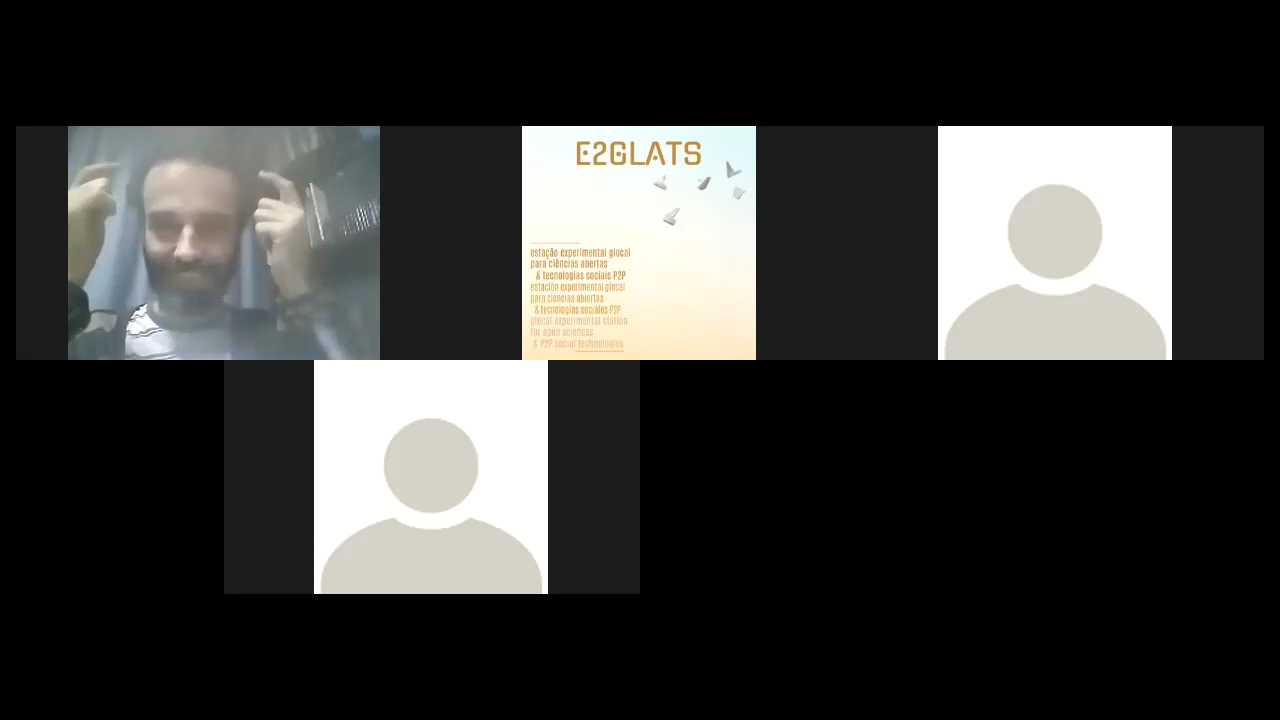 E2GLATS
estação experimental glocal
para ciências abertas
& tecnologias sociais P2P
estación experimental glocal
para ciencias abiertas
& tecnologias sociales P2P
glocal experimental station
for open sciences
& P2P social technologies